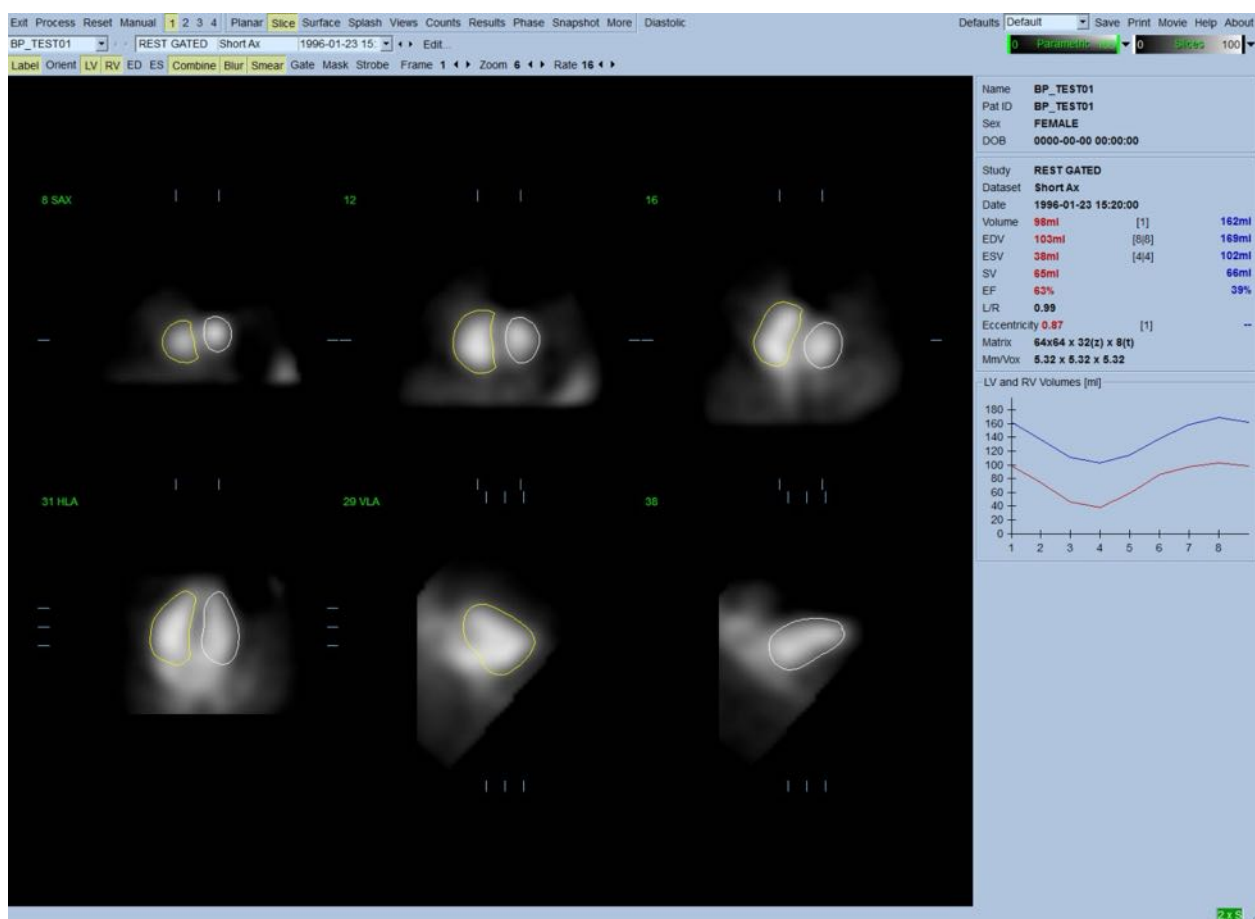 Exit Process Reset Manual 1 2 3 4 Planar Slice Surface Splash Views Counts Results Phase Snapshot More Diastolic Defaults Default Save Print Movie Help About
BP_TEST01 REST GATED Short Ax 1996-01-23 15: Edit... 0 Parametric 0 Slices 100
Label Orient LV RV ED ES Combine Blur Smear Gate Mask Strobe Frame 1 Zoom 6 Rate 16
Name BP_TEST01
Pat ID BP_TEST01
Sex FEMALE
DOB 0000-00-00 00:00:00
Study REST GATED
Dataset Short Ax
Date 1996-01-23 15:20:00
Volume 98ml [1] 162ml
EDV 103ml [8|8] 169ml
ESV 38ml [4|4] 102ml
SV 65ml 66ml
EF 63% 39%
L/R 0.99
Eccentricity 0.87 [1] --
Matrix 64x64 x 32(z) x 8(t)
Mm/Vox 5.32 x 5.32 x 5.32
LV and RV Volumes [ml]
180
160
140
120
100
80
60
40
20
0
1 2 3 4 5 6 7 8
8 SAX 12 16
31 HLA 29 VLA 38
2 x S